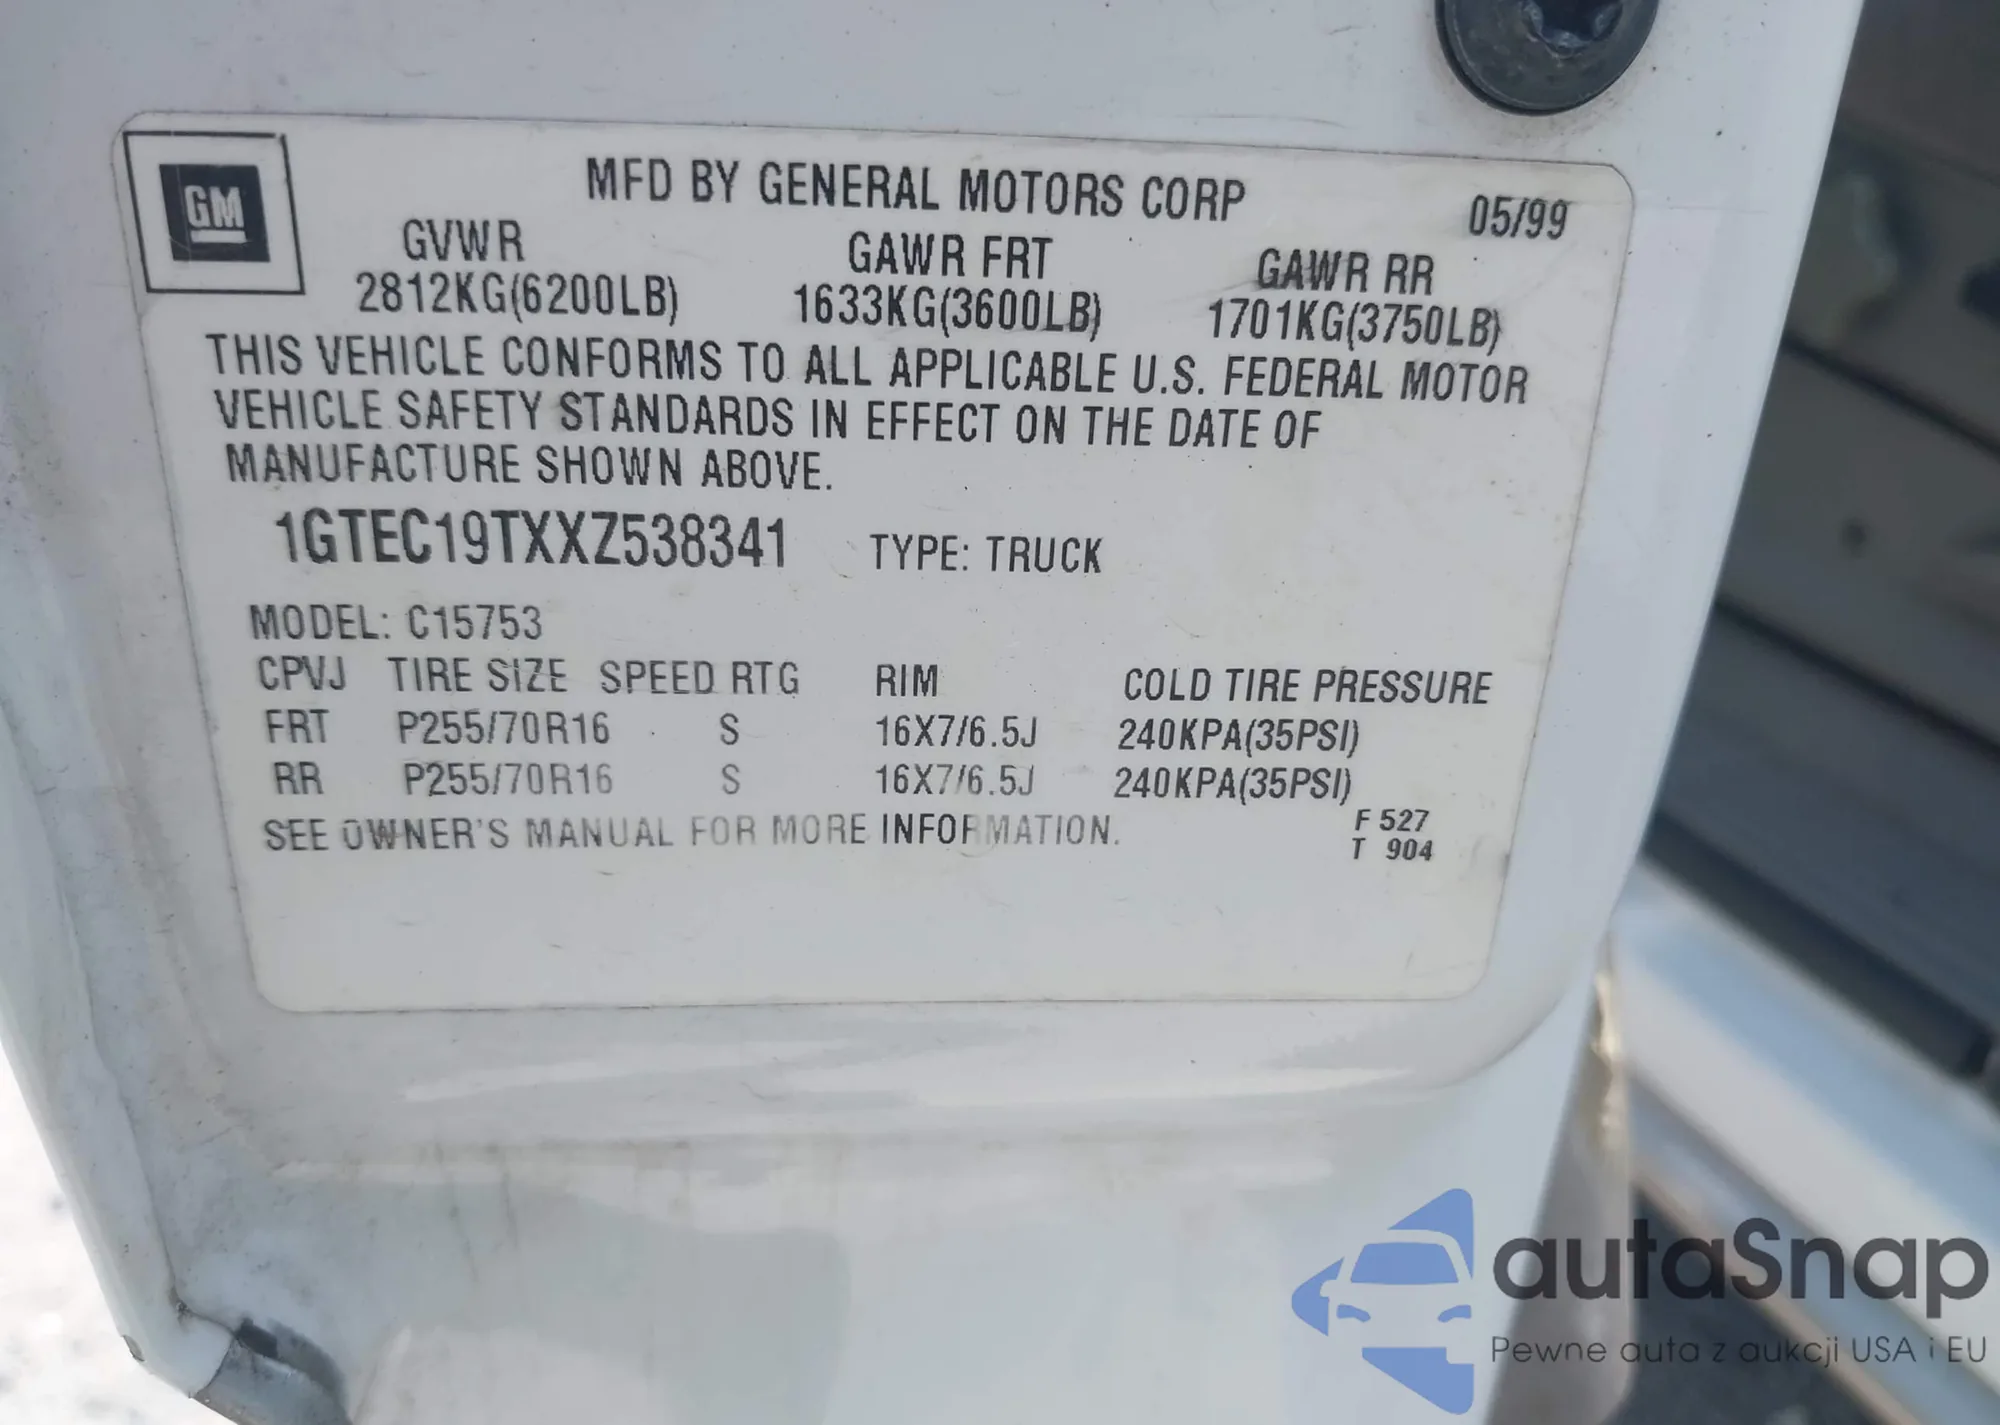 GM
MFD BY GENERAL MOTORS CORP 05/99
GVWR GAWR FRT GAWR RR
2812KG(6200LB) 1633KG(3600LB) 1701KG(3750LB)
THIS VEHICLE CONFORMS TO ALL APPLICABLE U.S. FEDERAL MOTOR
VEHICLE SAFETY STANDARDS IN EFFECT ON THE DATE OF
MANUFACTURE SHOWN ABOVE.
1GTEC19TXXZ538341 TYPE: TRUCK
MODEL: C15753
CPVJ TIRE SIZE SPEED RTG RIM COLD TIRE PRESSURE
FRT P255/70R16 S 16X7/6.5J 240KPA(35PSI)
RR P255/70R16 S 16X7/6.5J 240KPA(35PSI)
SEE OWNER'S MANUAL FOR MORE INFORMATION.
F 527
T 904
autaSnap
Pewne auta z aukcji USA i EU